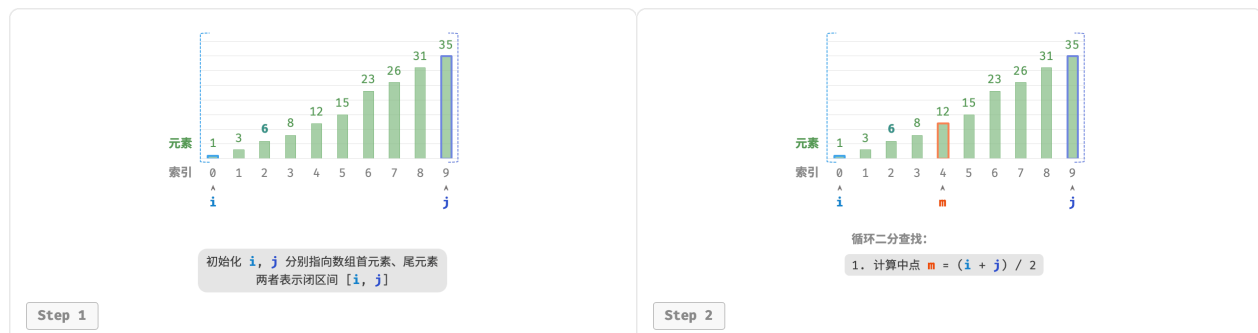 35
31
26
23
15
12
8
6
3
元素 1
索引 0 1 2 3 4 5 6 7 8 9
i j
初始化 i, j 分别指向数组首元素、尾元素
两者表示闭区间 [i, j]
Step 1
35
31
26
23
15
12
8
6
3
元素 1
索引 0 1 2 3 4 5 6 7 8 9
i m j
循环二分查找：
1. 计算中点 m = (i + j) / 2
Step 2